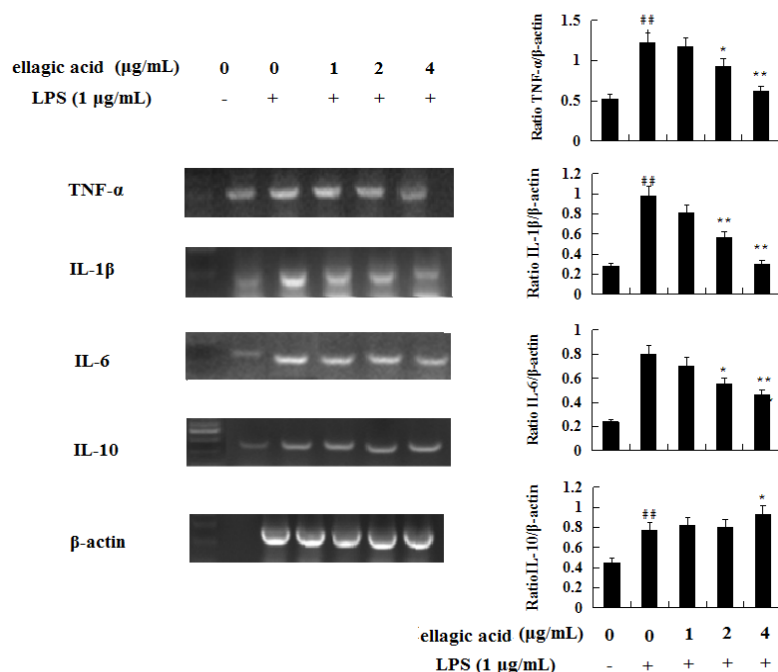 ellagic acid (μg/mL) 0 0 1 2 4
LPS (1 μg/mL) - + + + +
TNF-α
IL-1β
IL-6
IL-10
β-actin
Ratio TNF-α/β-actin
1.5
1
0.5
0
##
*
**
Ratio IL-1β/β-actin
1.2
1
0.8
0.6
0.4
0.2
0
##
**
**
Ratio IL-6/β-actin
1
0.8
0.6
0.4
0.2
0
*
**
RatioIL-10/β-actin
1.2
1
0.8
0.6
0.4
0.2
0
##
*
ellagic acid (μg/mL) 0 0 1 2 4
LPS (1 μg/mL) - + + + +